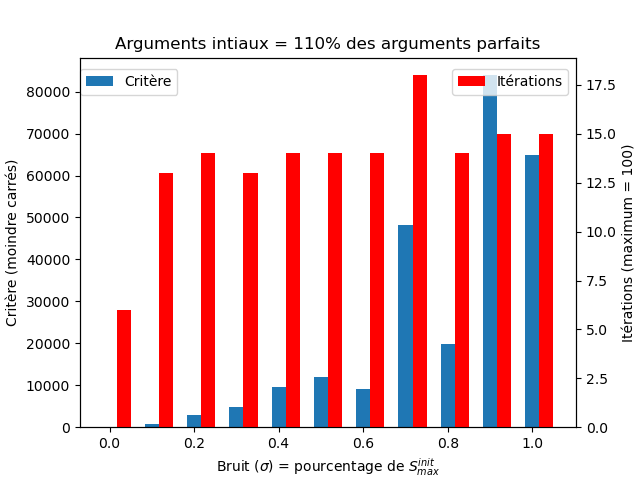 Arguments intiaux = 110% des arguments parfaits
Critère
Itérations
Critère (moindre carrés)
80000
70000
60000
50000
40000
30000
20000
10000
0
17.5
15.0
12.5
10.0
7.5
5.0
2.5
0.0
Itérations (maximum = 100)
0.0 0.2 0.4 0.6 0.8 1.0
Bruit (σ) = pourcentage de $S_{max}^{init}$